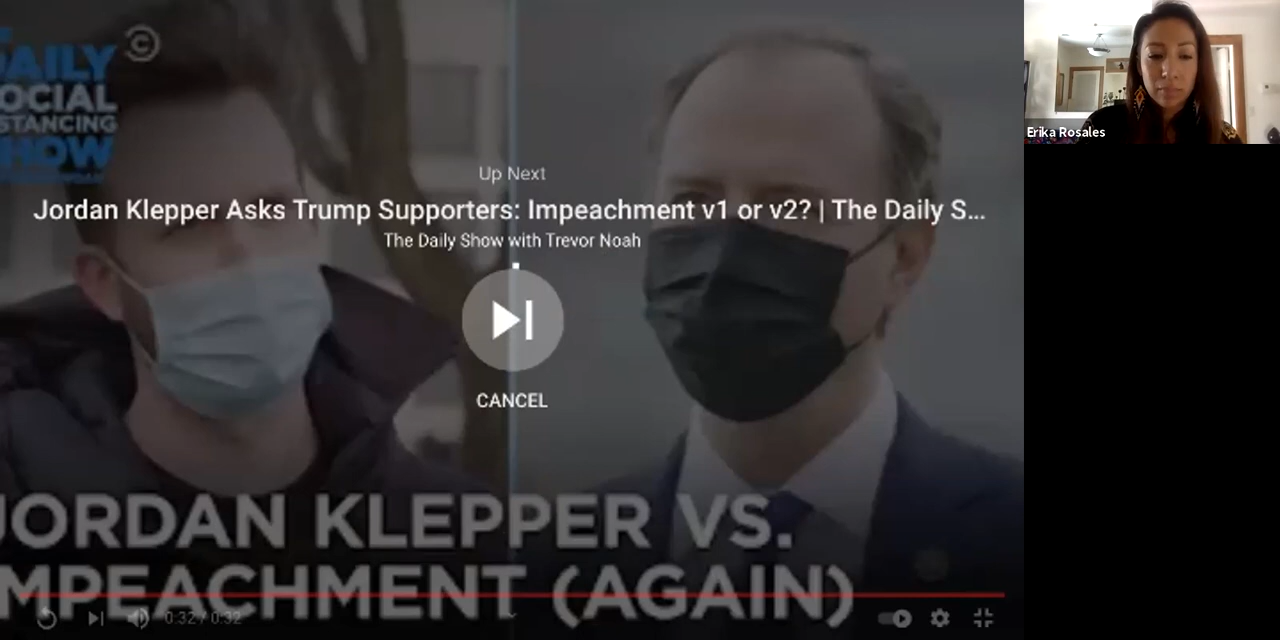 DAILY
OCIAL
STANCING
HOW
Up Next
Jordan Klepper Asks Trump Supporters: Impeachment v1 or v2? | The Daily S...
The Daily Show with Trevor Noah
CANCEL
JORDAN KLEPPER VS.
IMPEACHMENT (AGAIN)
0:32 / 0:32
Erika Rosales